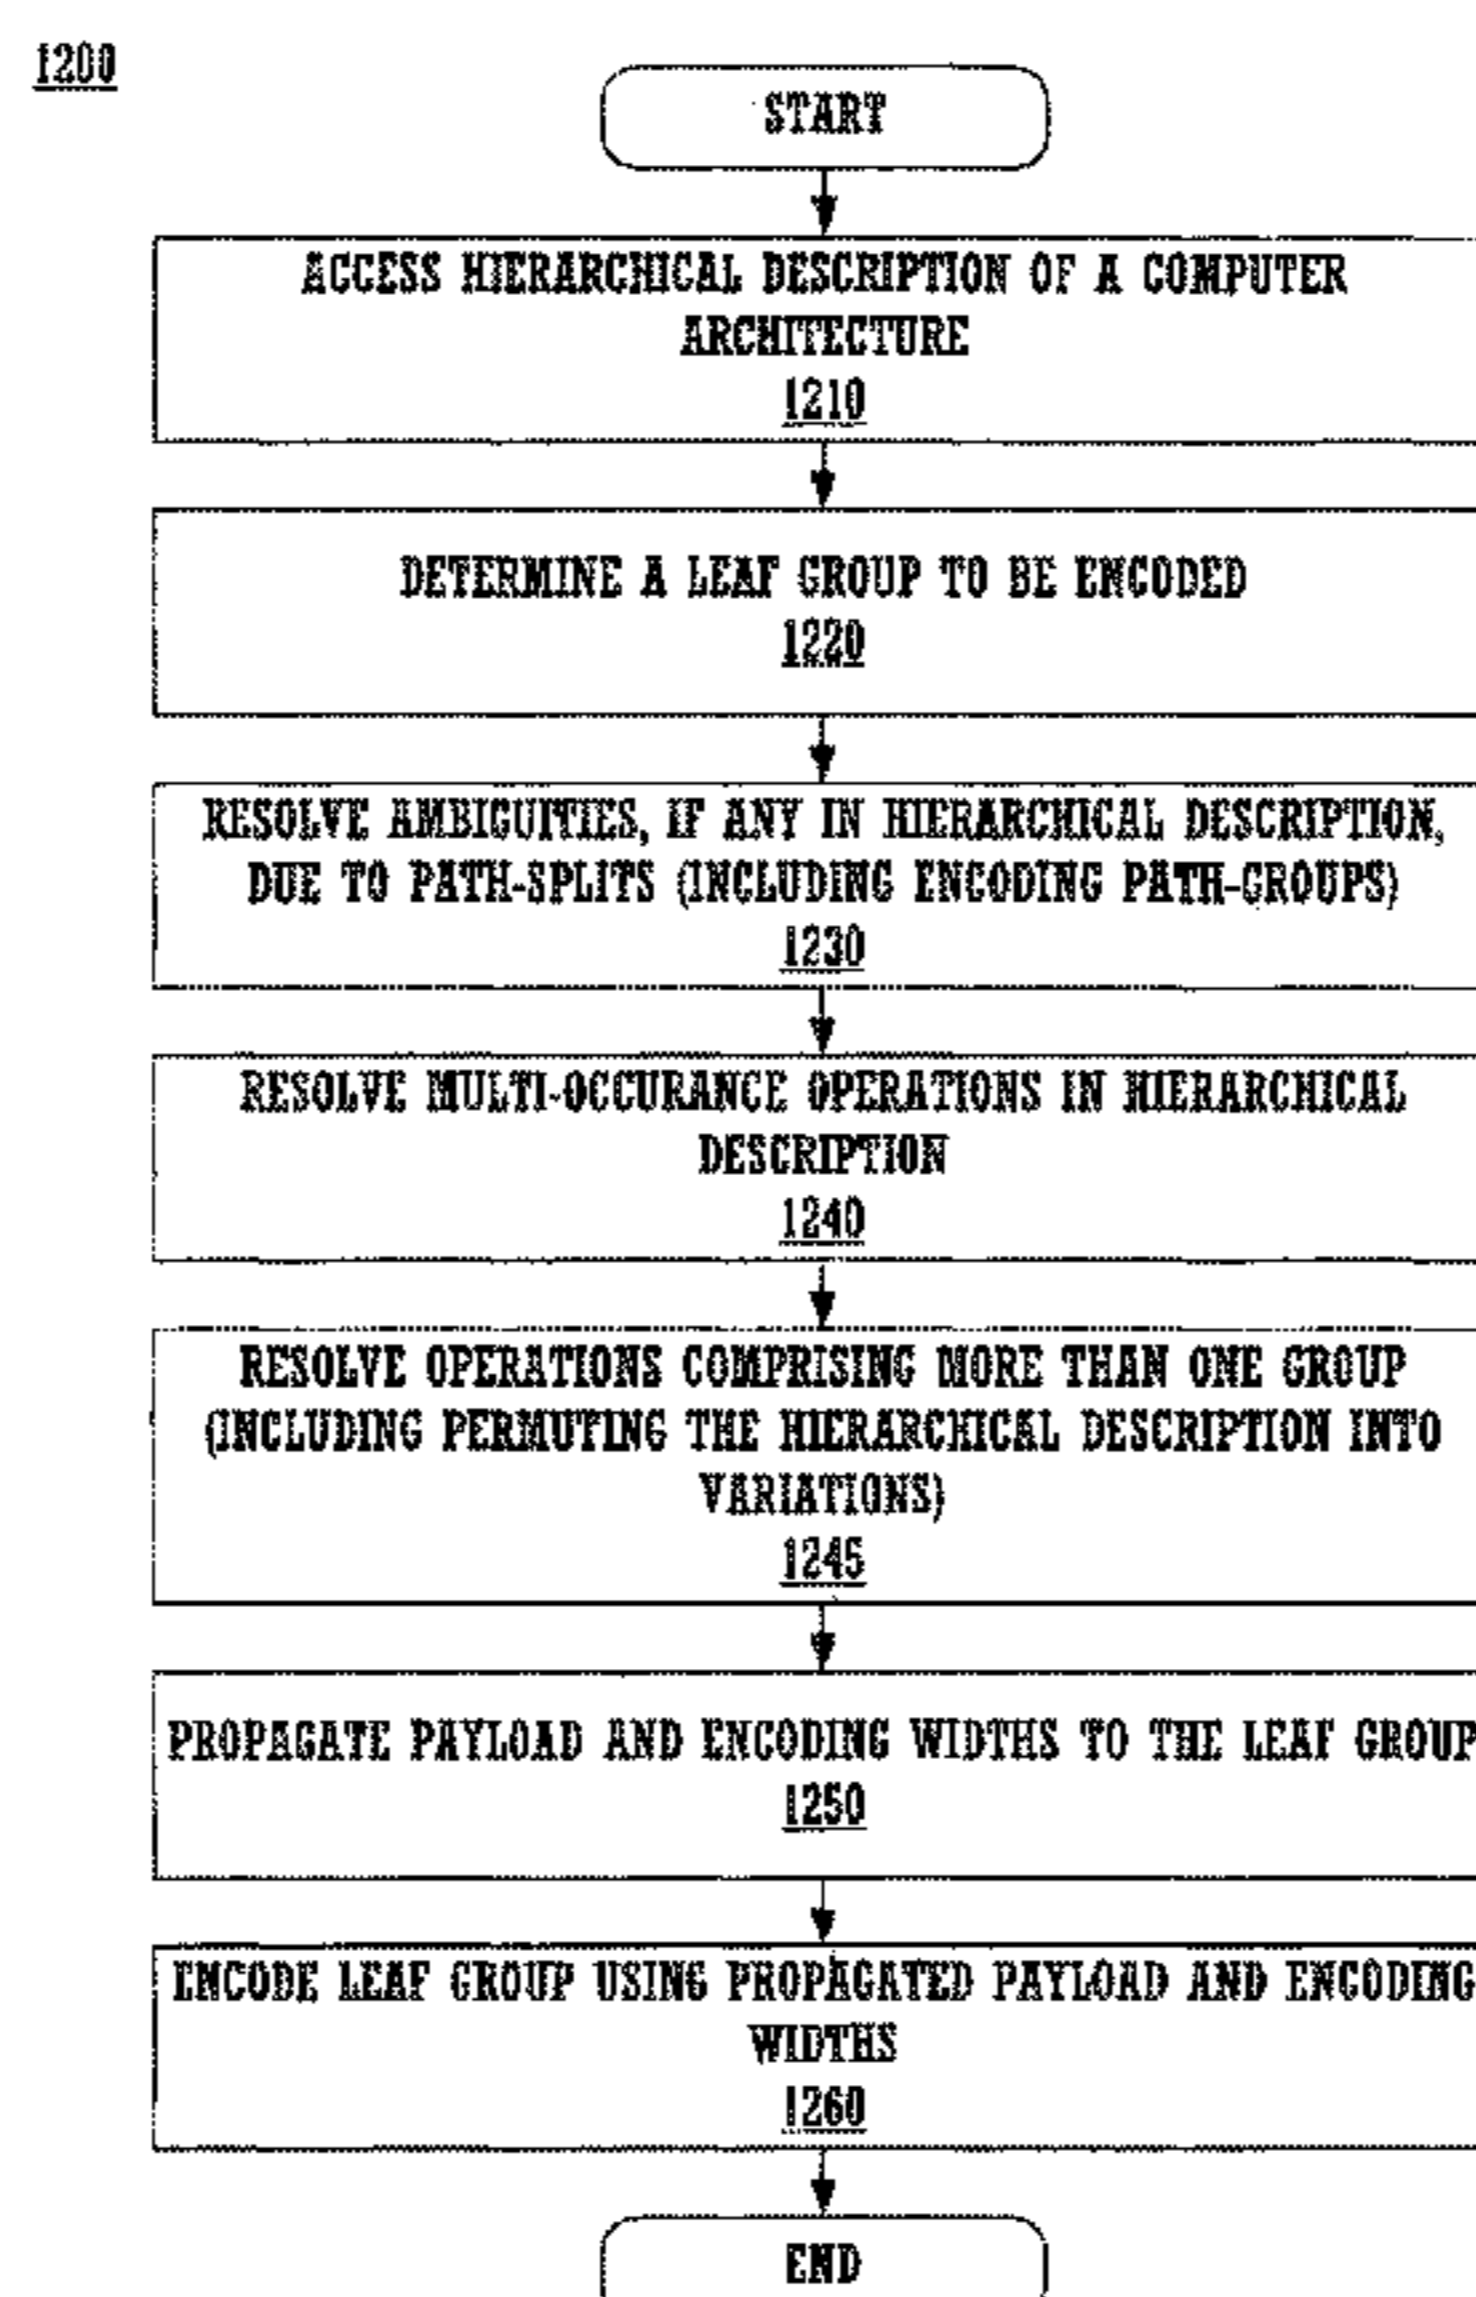 1200
START
ACCESS HIERARCHICAL DESCRIPTION OF A COMPUTER
ARCHITECTURE
1210
DETERMINE A LEAF GROUP TO BE ENCODED
1220
RESOLVE AMBIGUITIES, IF ANY IN HIERARCHICAL DESCRIPTION,
DUE TO PATH-SPLITS (INCLUDING ENCODING PATH-GROUPS)
1230
RESOLVE MULTI-OCCURANCE OPERATIONS IN HIERARCHICAL
DESCRIPTION
1240
RESOLVE OPERATIONS COMPRISING MORE THAN ONE GROUP
(INCLUDING PERMUTING THE HIERARCHICAL DESCRIPTION INTO
VARIATIONS)
1245
PROPAGATE PAYLOAD AND ENCODING WIDTHS TO THE LEAF GROUP
1250
ENCODE LEAF GROUP USING PROPAGATED PAYLOAD AND ENCODING
WIDTHS
1260
END